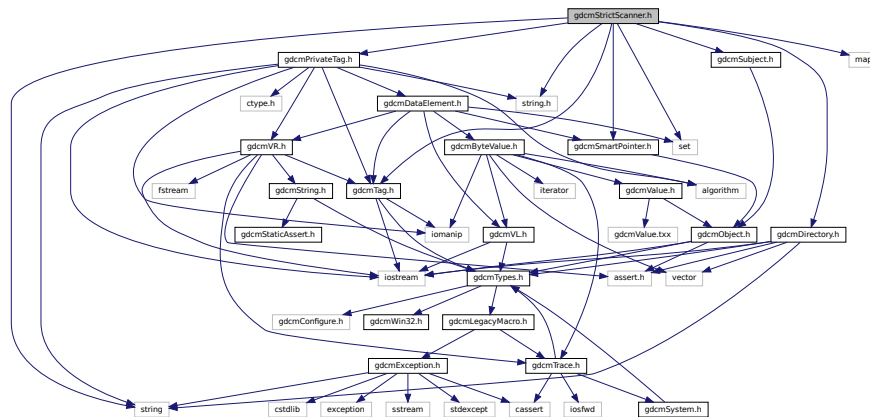 gdcmStrictScanner.h
gdcmPrivateTag.h
gdcmSubject.h
map
ctype.h
gdcmDataElement.h
string.h
gdcmVR.h
gdcmByteValue.h
gdcmSmartPointer.h
set
fstream
gdcmString.h
gdcmTag.h
iterator
gdcmValue.h
algorithm
gdcmStaticAssert.h
iomanip
gdcmVL.h
gdcmValue.txx
gdcmObject.h
gdcmDirectory.h
iostream
gdcmTypes.h
assert.h
vector
gdcmConfigure.h
gdcmWin32.h
gdcmLegacyMacro.h
gdcmException.h
gdcmTrace.h
string
cstdlib
exception
sstream
stdexcept
cassert
iosfwd
gdcmSystem.h